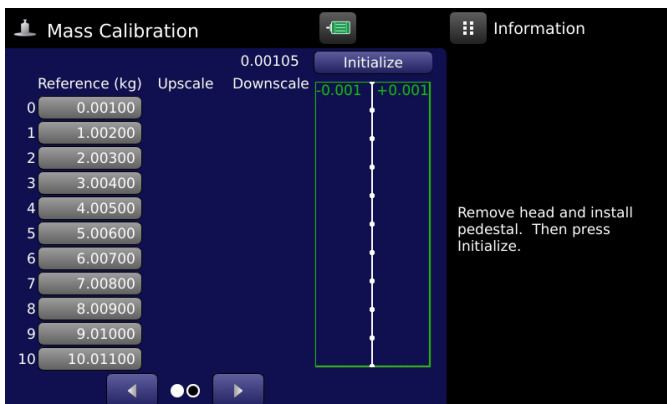 Mass Calibration
Information
0.00105
Initialize
Reference (kg) Upscale Downscale
-0.001 +0.001
0 0.00100
1 1.00200
2 2.00300
3 3.00400
4 4.00500
5 5.00600
6 6.00700
7 7.00800
8 8.00900
9 9.01000
10 10.01100
Remove head and install
pedestal. Then press
Initialize.